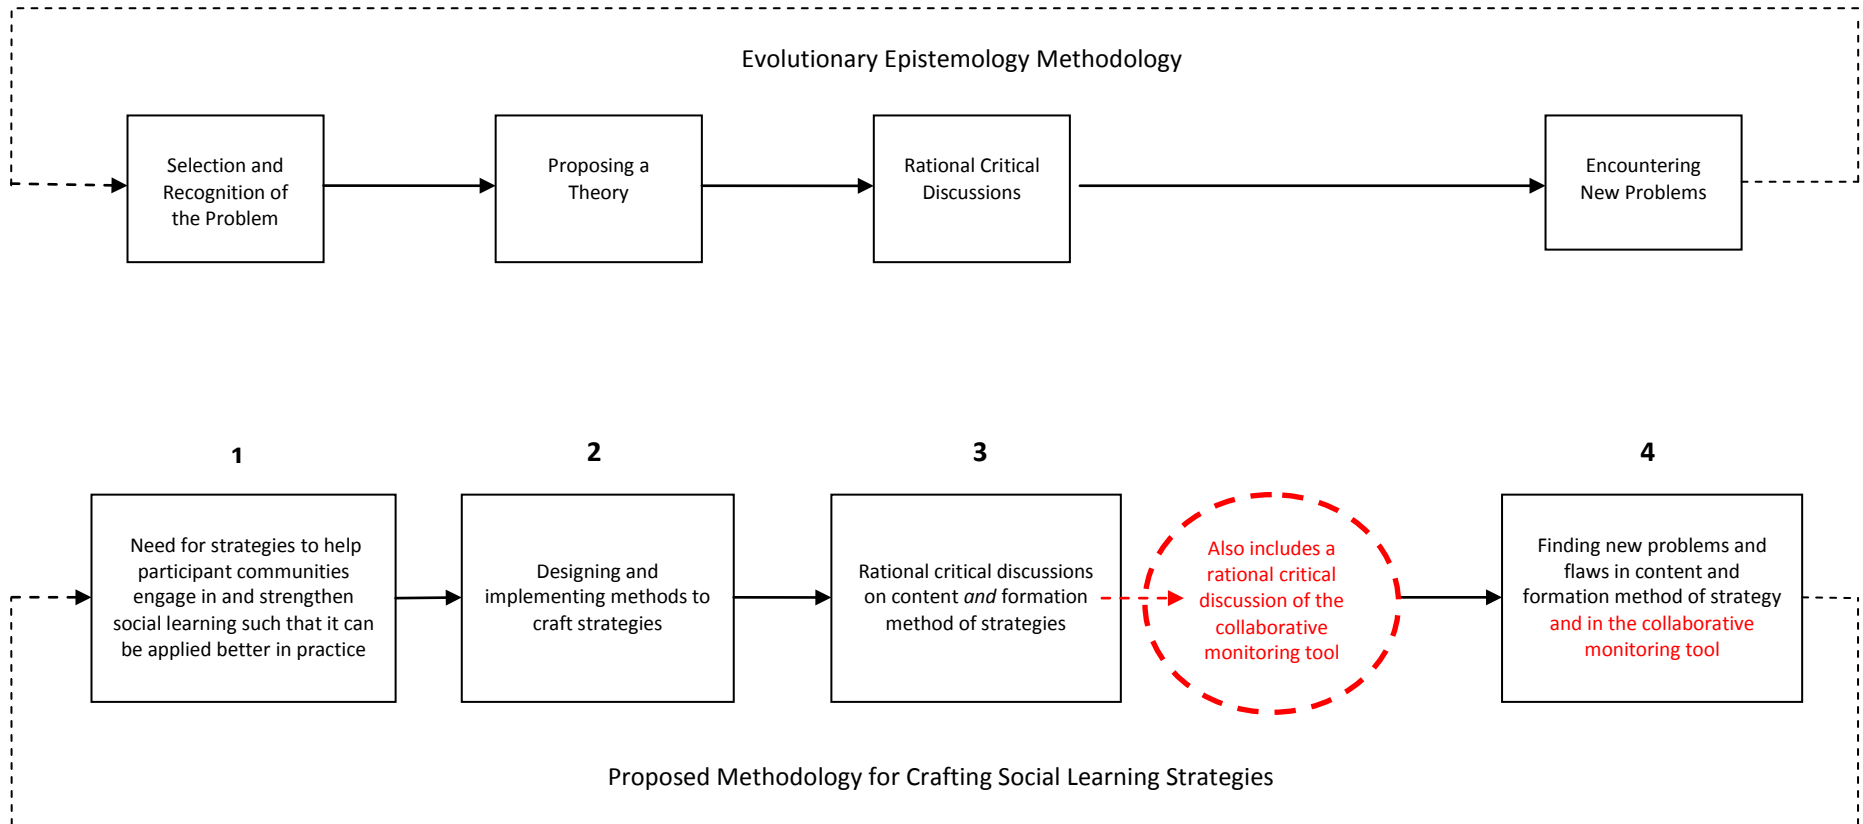 Evolutionary Epistemology Methodology
Selection and
Recognition of
the Problem
Proposing a
Theory
Rational Critical
Discussions
Encountering
New Problems
1
2
3
4
Need for strategies to help
participant communities
engage in and strengthen
social learning such that it can
be applied better in practice
Designing and
implementing methods to
craft strategies
Rational critical discussions
on content and formation
method of strategies
Also includes a
rational critical
discussion of the
collaborative
monitoring tool
Finding new problems and
flaws in content and
formation method of strategy
and in the collaborative
monitoring tool
Proposed Methodology for Crafting Social Learning Strategies